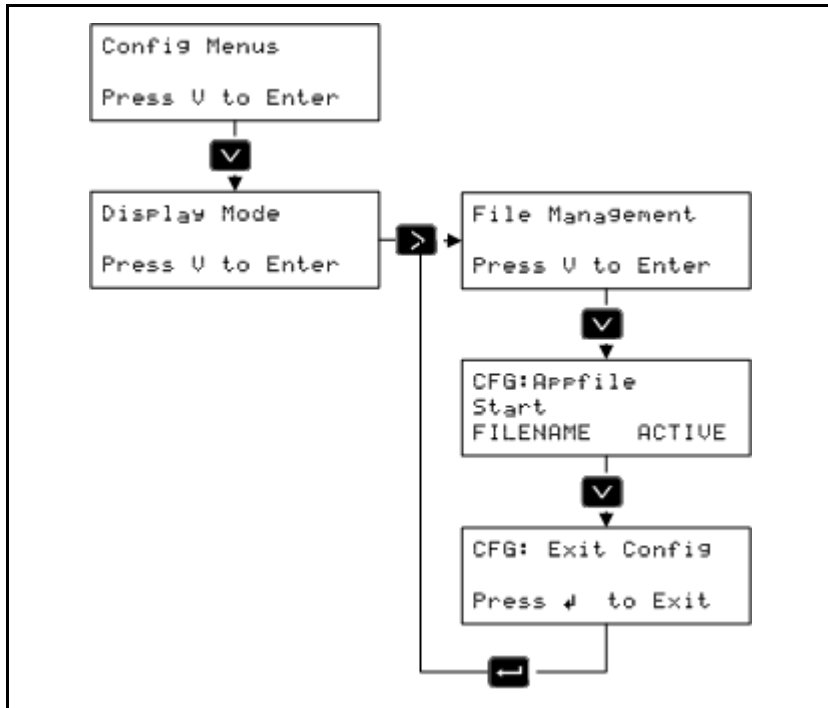 Config Menus
Press V to Enter
Display Mode
Press V to Enter
File Management
Press V to Enter
CFG:Appfile
Start
FILENAME ACTIVE
CFG: Exit Config
Press ↲ to Exit